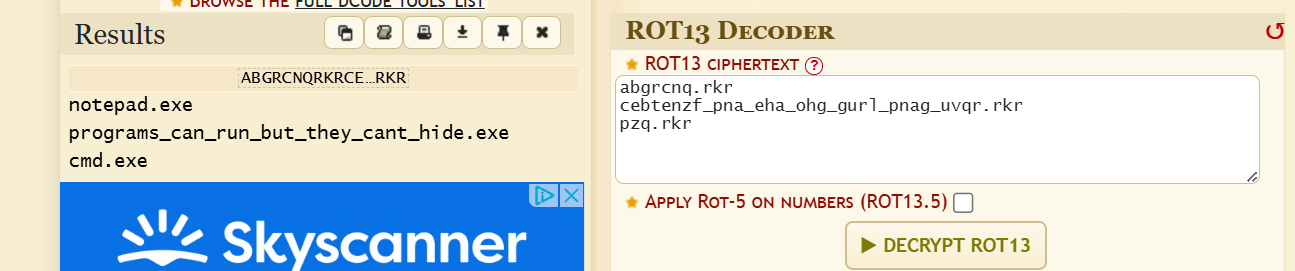 ★ BROWSE THE FULL DCODE TOOLS' LIST
Results
ABGRCNQRKRCE…RKR
notepad.exe
programs_can_run_but_they_cant_hide.exe
cmd.exe
Skyscanner
ROT13 DECODER
★ ROT13 CIPHERTEXT ?
abgrcnq.rkr
cebtenzf_pna_eha_ohg_gurl_pnag_uvqr.rkr
pzq.rkr
★ APPLY ROT-5 ON NUMBERS (ROT13.5)
▶ DECRYPT ROT13